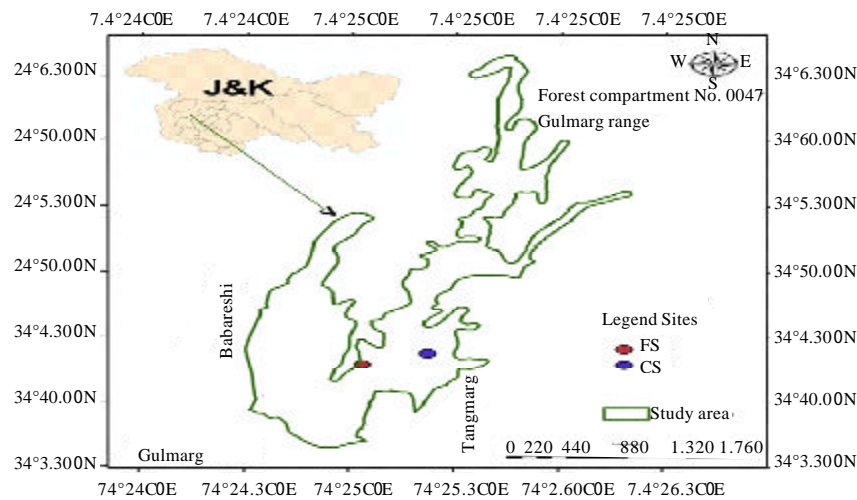 7.4°24C0E 7.4°24C0E 7.4°25C0E 7.4°25C0E 7.4°25C0E 7.4°25C0E
N
W E
S
24°6.300N
24°50.00N
24°5.300N
24°50.00N
34°4.300N
34°40.00N
34°3.300N
J&K
Forest compartment No. 0047
Gulmarg range
34°6.300N
34°60.00N
34°5.300N
34°50.00N
34°4.300N
34°40.00N
34°3.300N
Babareshi
Tangmarg
Gulmarg
Legend Sites
FS
CS
Study area
0 220 440 880 1.320 1.760
74°24C0E 74°24.30E 74°25C0E 74°25.3C0E 74°2.60E 7.4°26.30E